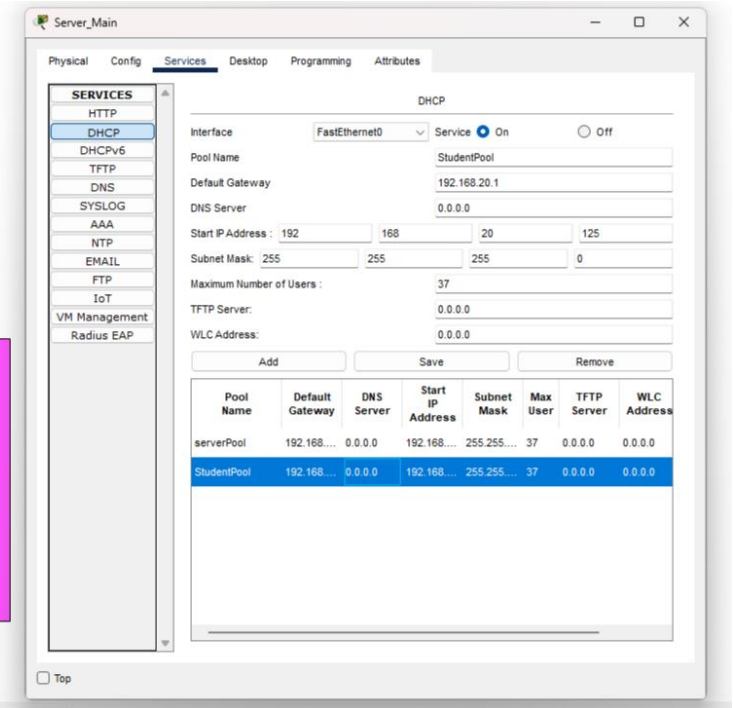 Server_Main
Physical Config Services Desktop Programming Attributes
SERVICES
HTTP
DHCP
DHCPv6
TFTP
DNS
SYSLOG
AAA
NTP
EMAIL
FTP
IoT
VM Management
Radius EAP
DHCP
Interface FastEthernet0 Service On Off
Pool Name StudentPool
Default Gateway 192.168.20.1
DNS Server 0.0.0.0
Start IP Address : 192 168 20 125
Subnet Mask: 255 255 255 0
Maximum Number of Users : 37
TFTP Server: 0.0.0.0
WLC Address: 0.0.0.0
Add Save Remove
Pool Name Default Gateway DNS Server Start IP Address Subnet Mask Max User TFTP Server WLC Address
serverPool 192.168.... 0.0.0.0 192.168.... 255.255.... 37 0.0.0.0 0.0.0.0
StudentPool 192.168.... 0.0.0.0 192.168.... 255.255.... 37 0.0.0.0 0.0.0.0
Top